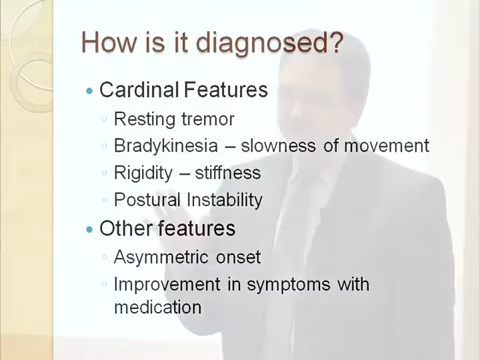 How is it diagnosed?
Cardinal Features
Resting tremor
Bradykinesia – slowness of movement
Rigidity – stiffness
Postural Instability
Other features
Asymmetric onset
Improvement in symptoms with
medication